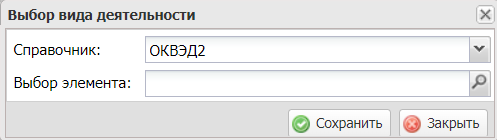 Выбор вида деятельности
Справочник: ОКВЭД2
Выбор элемента:
Сохранить Закрыть